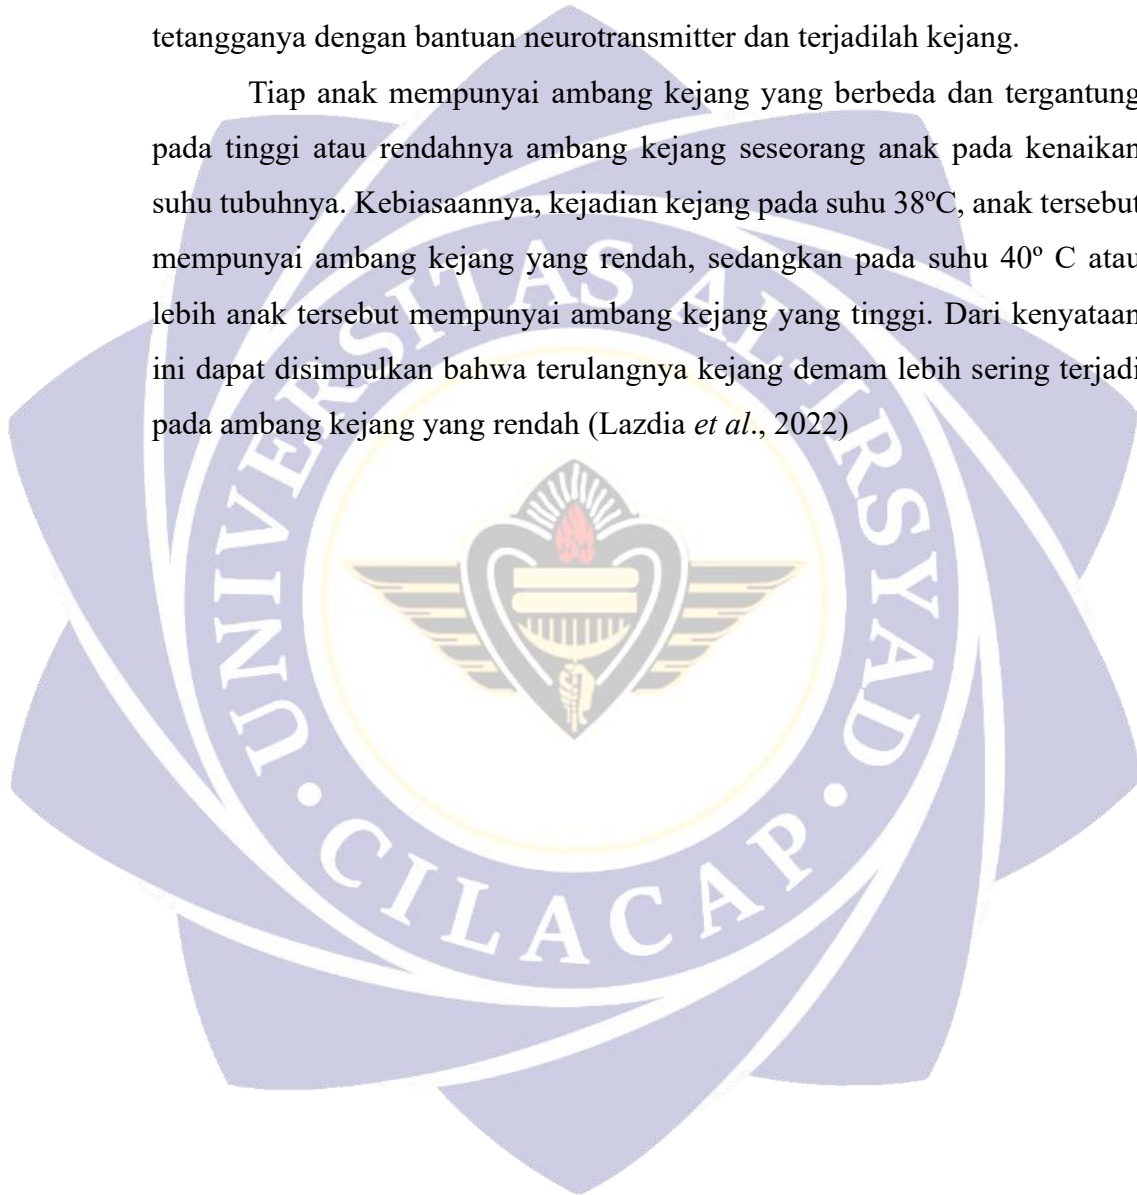 tetangganya dengan bantuan neurotransmitter dan terjadilah kejang.
Tiap anak mempunyai ambang kejang yang berbeda dan tergantung
pada tinggi atau rendahnya ambang kejang seseorang anak pada kenaikan
suhu tubuhnya. Kebiasaannya, kejadian kejang pada suhu 38ºC, anak tersebut
mempunyai ambang kejang yang rendah, sedangkan pada suhu 40º C atau
lebih anak tersebut mempunyai ambang kejang yang tinggi. Dari kenyataan
ini dapat disimpulkan bahwa terulangnya kejang demam lebih sering terjadi
pada ambang kejang yang rendah (Lazdia et al., 2022)
UNIVERSITAS AL-IRSYAD
• CILACAP •